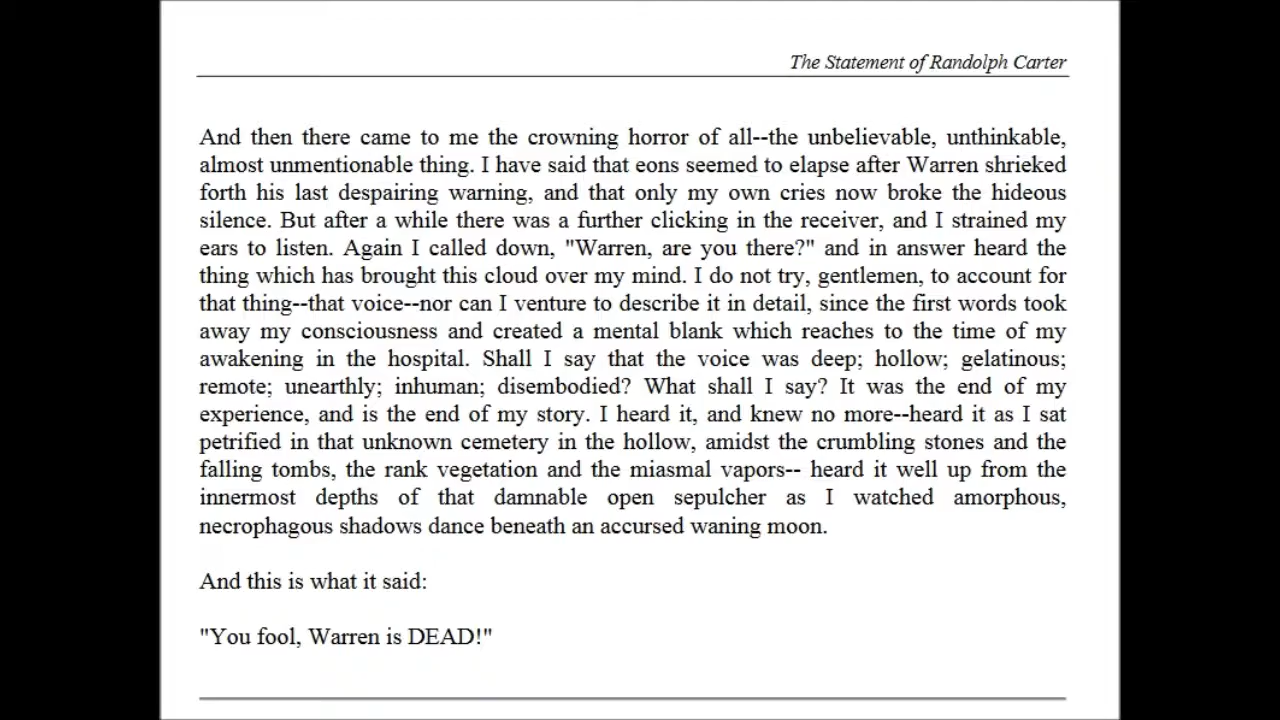 The Statement of Randolph Carter
And then there came to me the crowning horror of all--the unbelievable, unthinkable,
almost unmentionable thing. I have said that eons seemed to elapse after Warren shrieked
forth his last despairing warning, and that only my own cries now broke the hideous
silence. But after a while there was a further clicking in the receiver, and I strained my
ears to listen. Again I called down, "Warren, are you there?" and in answer heard the
thing which has brought this cloud over my mind. I do not try, gentlemen, to account for
that thing--that voice--nor can I venture to describe it in detail, since the first words took
away my consciousness and created a mental blank which reaches to the time of my
awakening in the hospital. Shall I say that the voice was deep; hollow; gelatinous;
remote; unearthly; inhuman; disembodied? What shall I say? It was the end of my
experience, and is the end of my story. I heard it, and knew no more--heard it as I sat
petrified in that unknown cemetery in the hollow, amidst the crumbling stones and the
falling tombs, the rank vegetation and the miasmal vapors-- heard it well up from the
innermost depths of that damnable open sepulcher as I watched amorphous,
necrophagous shadows dance beneath an accursed waning moon.
And this is what it said:
"You fool, Warren is DEAD!"